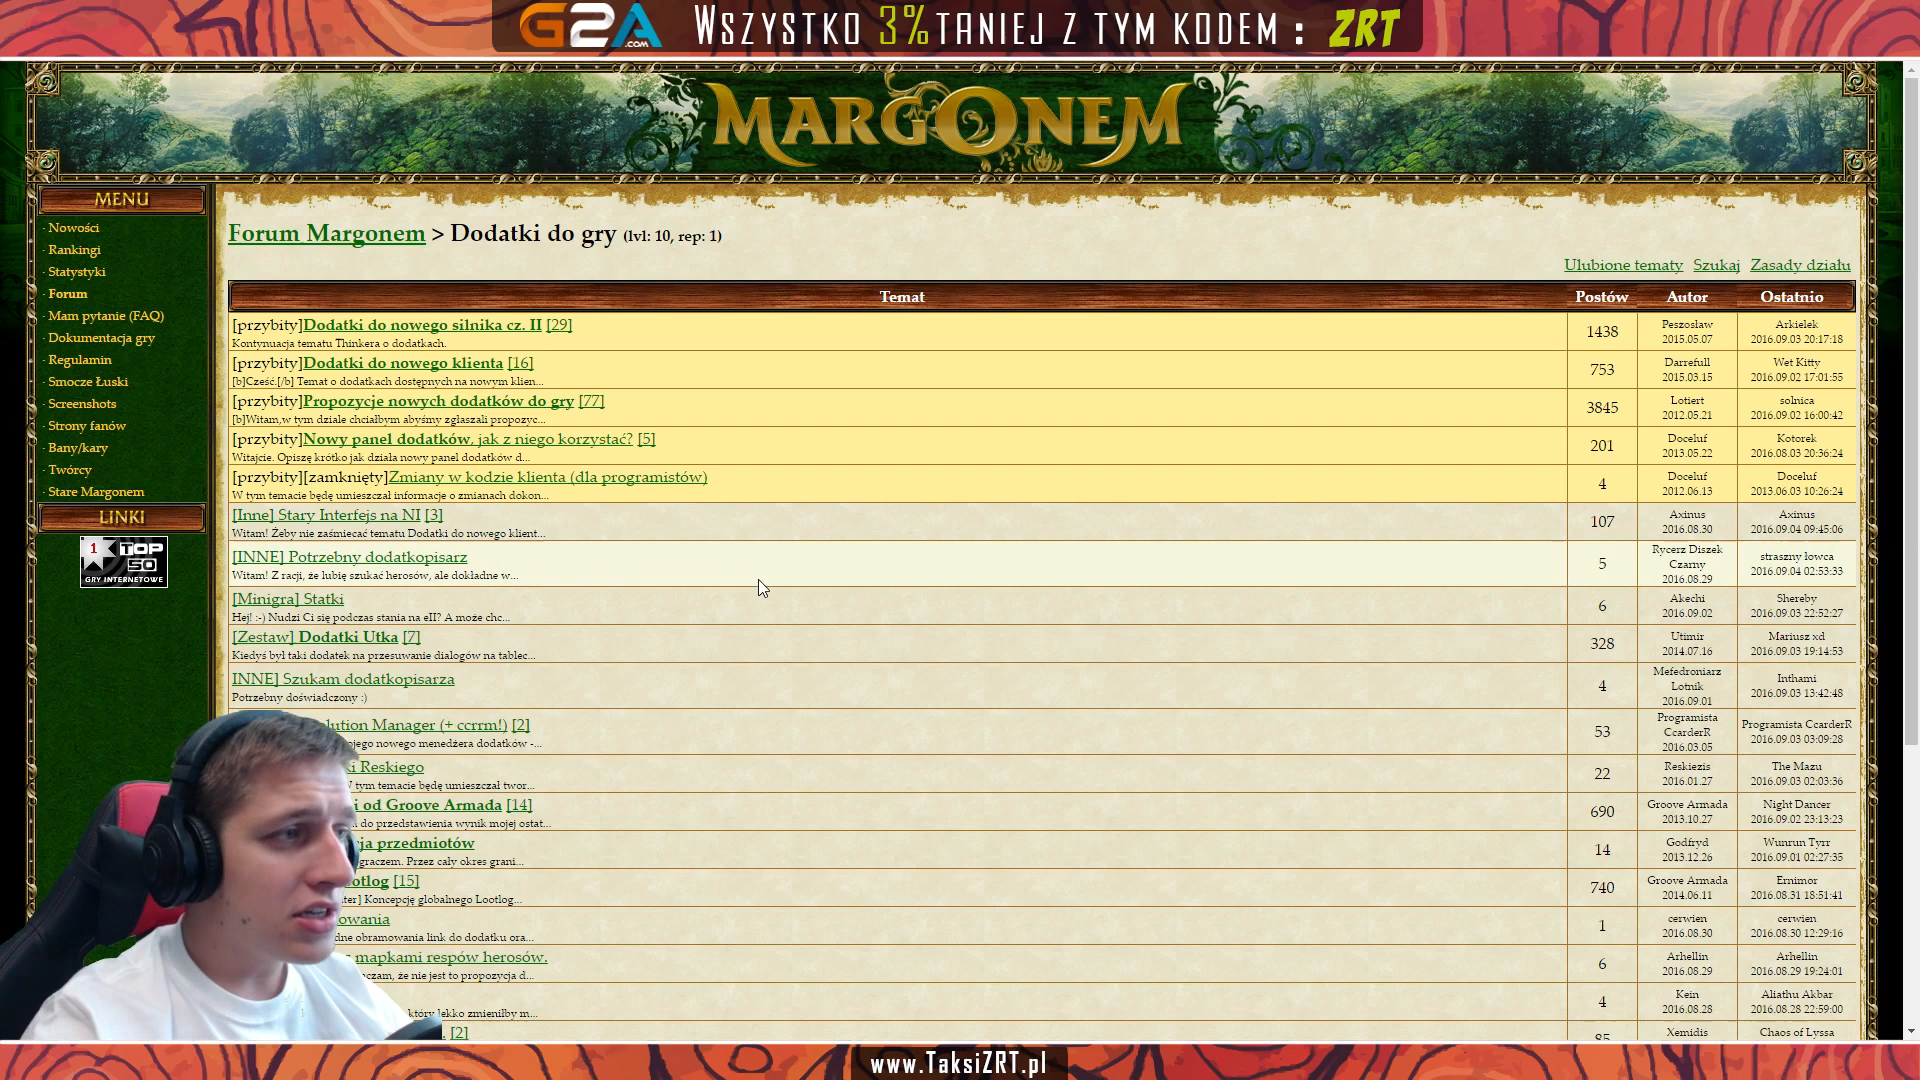 G2A.COM WSZYSTKO 3% TANIEJ Z TYM KODEM : ZRT
MARGONEM
MENU
· Nowości
· Rankingi
· Statystyki
· Forum
· Mam pytanie (FAQ)
· Dokumentacja gry
· Regulamin
· Smocze Łuski
· Screenshots
· Strony fanów
· Bany/kary
· Twórcy
· Stare Margonem
LINKI
1 TOP 50
GRY INTERNETOWE
Forum Margonem > Dodatki do gry (lvl: 10, rep: 1)
Ulubione tematy Szukaj Zasady działu
Temat Postów Autor Ostatnio
[przybity]Dodatki do nowego silnika cz. II [29]
Kontynuacja tematu Thinkera o dodatkach.
1438 Peszosław 2015.05.07 Arkielek 2016.09.03 20:17:18
[przybity]Dodatki do nowego klienta [16]
[b]Cześć.[/b] Temat o dodatkach dostępnych na nowym klien...
753 Darrefull 2015.03.15 Wet Kitty 2016.09.02 17:01:55
[przybity]Propozycje nowych dodatków do gry [77]
[b]Witam,w tym dziale chciałbym abyśmy zgłaszali propozyc...
3845 Lotiert 2012.05.21 solnica 2016.09.02 16:00:42
[przybity]Nowy panel dodatków, jak z niego korzystać? [5]
Witajcie. Opiszę krótko jak działa nowy panel dodatków d...
201 Doceluf 2013.05.22 Kotorek 2016.08.03 20:36:24
[przybity][zamknięty]Zmiany w kodzie klienta (dla programistów)
W tym temacie będę umieszczał informacje o zmianach dokon...
4 Doceluf 2012.06.13 Doceluf 2013.06.03 10:26:24
[Inne] Stary Interfejs na NI [3]
Witam! Żeby nie zaśmiecać tematu Dodatki do nowego klient...
107 Axinus 2016.08.30 Axinus 2016.09.04 09:45:06
[INNE] Potrzebny dodatkopisarz
Witam! Z racji, że lubię szukać herosów, ale dokładne w...
5 Rycerz Diszek Czarny 2016.08.29 straszny łowca 2016.09.04 02:53:33
[Minigra] Statki
Hej! :-) Nudzi Ci się podczas stania na eII? A może chc...
6 Akechi 2016.09.02 Shereby 2016.09.03 22:52:27
[Zestaw] Dodatki Utka [7]
Kiedyś był taki dodatek na przesuwanie dialogów na tablec...
328 Utimir 2014.07.16 Mariusz xd 2016.09.03 19:14:53
INNE] Szukam dodatkopisarza
Potrzebny doświadczony :)
4 Mefedroniarz Lotnik 2016.09.01 Inthami 2016.09.03 13:42:48
lution Manager (+ ccrrm!) [2]
ojego nowego menedżera dodatków -...
53 Programista CcarderR 2016.03.05 Programista CcarderR 2016.09.03 03:09:28
ki Reskiego
W tym temacie będę umieszczał twor...
22 Reskiezis 2016.01.27 The Mazu 2016.09.03 02:03:36
i od Groove Armada [14]
do przedstawienia wynik mojej ostat...
690 Groove Armada 2013.10.27 Night Dancer 2016.09.02 23:13:23
ja przedmiotów
graczem. Przez cały okres grani...
14 Godfryd 2013.12.26 Wunrun Tyrr 2016.09.01 02:27:35
ootlog [15]
ter] Koncepcję globalnego Lootlog...
740 Groove Armada 2014.06.11 Ernimor 2016.08.31 18:51:41
owania
dne obramowania link do dodatku ora...
1 cerwien 2016.08.30 cerwien 2016.08.30 12:29:16
z mapkami respów herosów.
czam, że nie jest to propozycja d...
6 Arhellin 2016.08.29 Arhellin 2016.08.29 19:24:01
który lekko zmieniłby m...
4 Kein 2016.08.28 Aliathu Akbar 2016.08.28 22:59:00
. [2]
85 Xemidis Chaos of Lyssa
www.TaksiZRT.pl